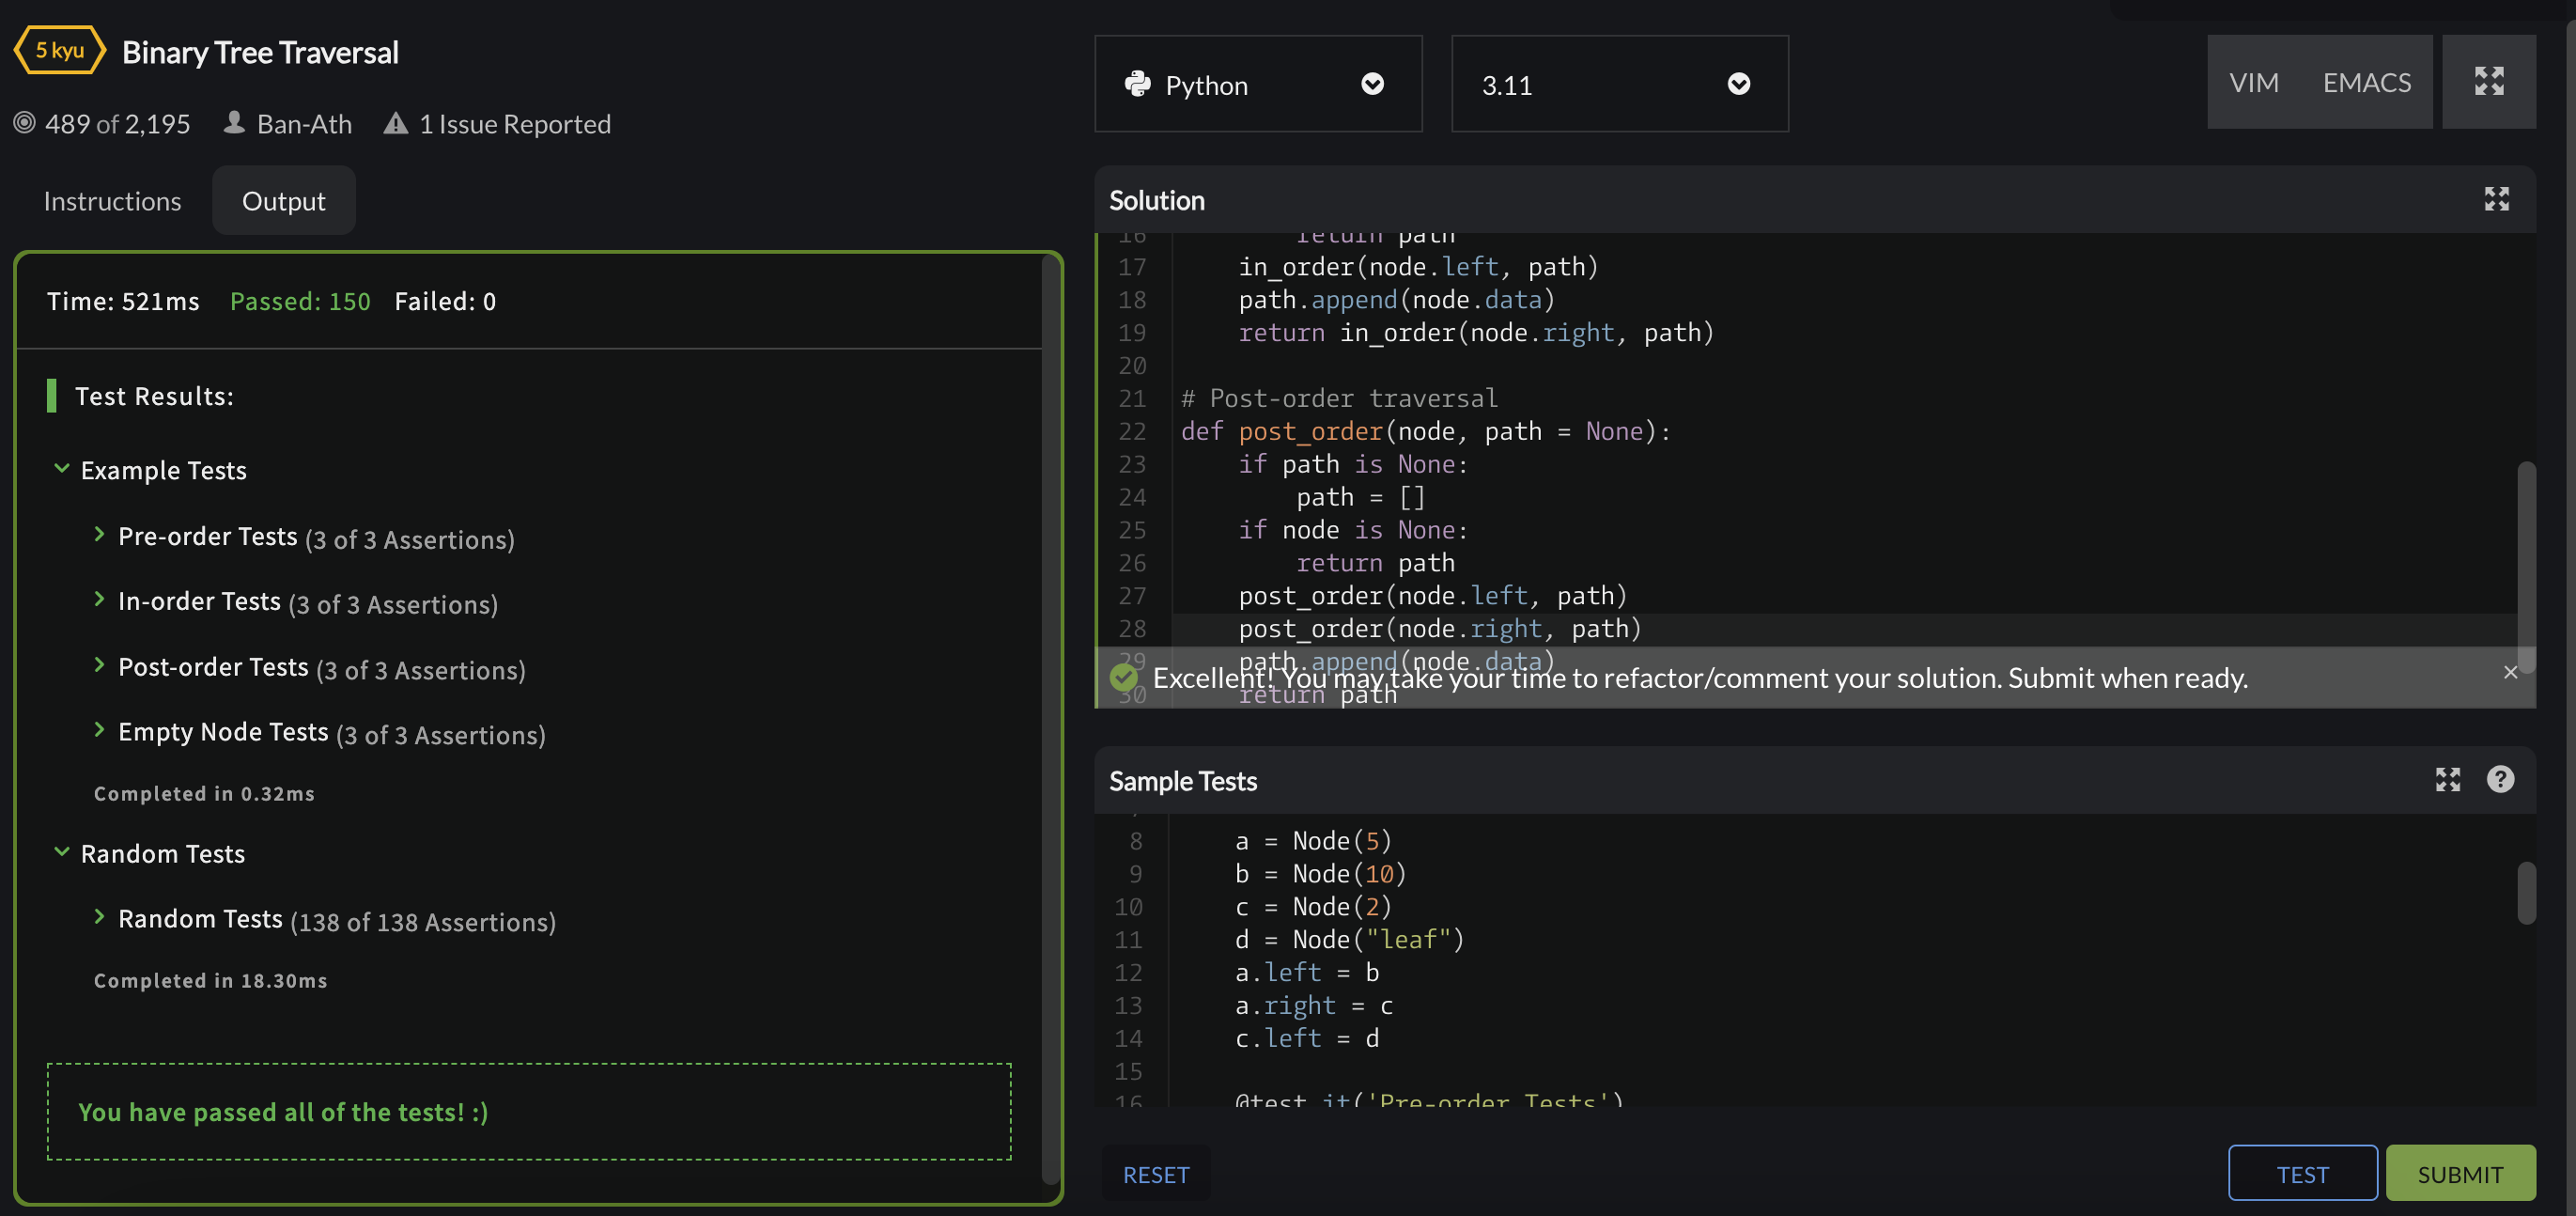 5 kyu Binary Tree Traversal
489 of 2,195 Ban-Ath 1 Issue Reported
Instructions Output
Time: 521ms Passed: 150 Failed: 0
Test Results:
Example Tests
Pre-order Tests (3 of 3 Assertions)
In-order Tests (3 of 3 Assertions)
Post-order Tests (3 of 3 Assertions)
Empty Node Tests (3 of 3 Assertions)
Completed in 0.32ms
Random Tests
Random Tests (138 of 138 Assertions)
Completed in 18.30ms
You have passed all of the tests! :)
Python 3.11 VIM EMACS
Solution
16 return path
17 in_order(node.left, path)
18 path.append(node.data)
19 return in_order(node.right, path)
20
21 # Post-order traversal
22 def post_order(node, path = None):
23 if path is None:
24 path = []
25 if node is None:
26 return path
27 post_order(node.left, path)
28 post_order(node.right, path)
29 path.append(node.data)
Excellent! You may take your time to refactor/comment your solution. Submit when ready.
30 return path
Sample Tests
8 a = Node(5)
9 b = Node(10)
10 c = Node(2)
11 d = Node("leaf")
12 a.left = b
13 a.right = c
14 c.left = d
15
16 @test.it('Pre-order Tests')
RESET TEST SUBMIT